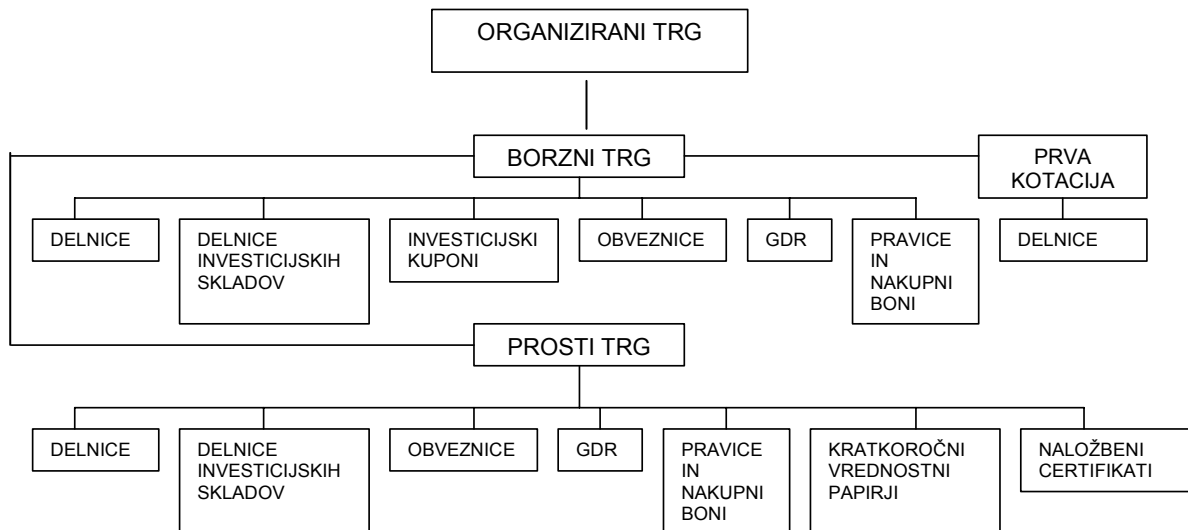 ORGANIZIRANI TRG
BORZNI TRG
PRVA
KOTACIJA
DELNICE
DELNICE
INVESTICIJSKIH
SKLADOV
INVESTICIJSKI
KUPONI
OBVEZNICE
GDR
PRAVICE
IN
NAKUPNI
BONI
DELNICE
PROSTI TRG
DELNICE
DELNICE
INVESTICIJSKIH
SKLADOV
OBVEZNICE
GDR
PRAVICE
IN
NAKUPNI
BONI
KRATKOROČNI
VREDNOSTNI
PAPIRJI
NALOŽBENI
CERTIFIKATI